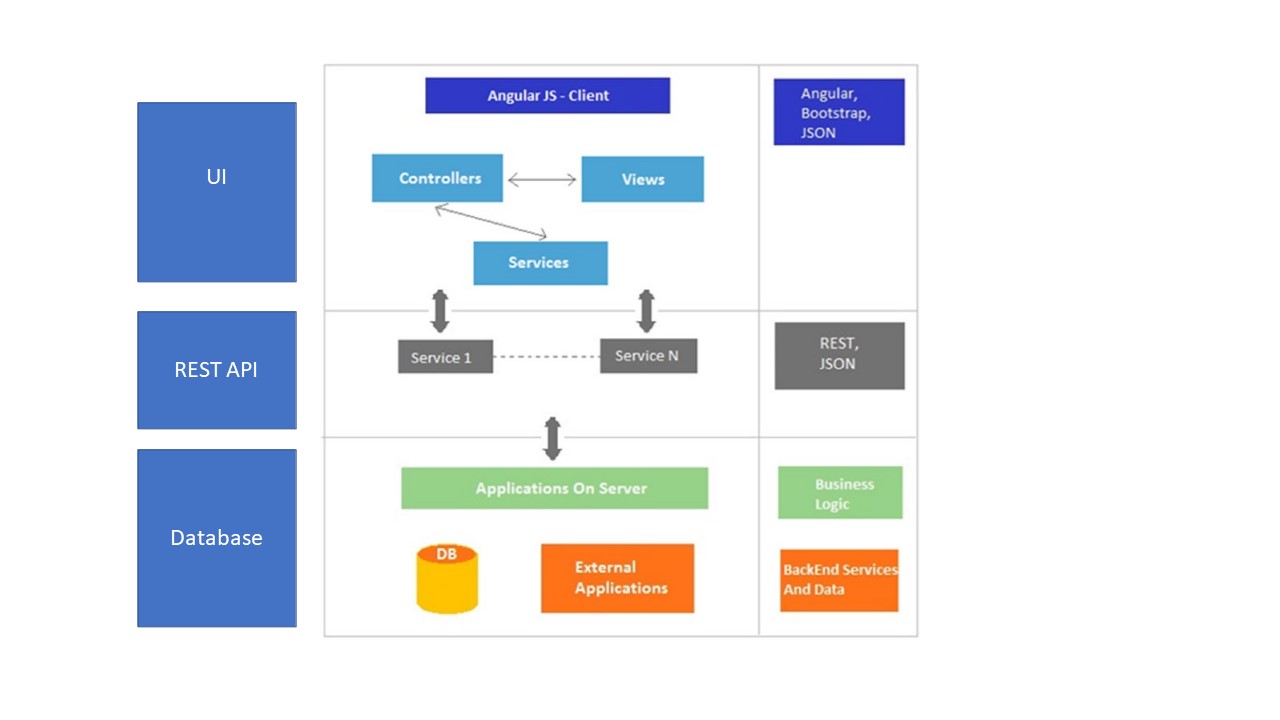 UI
Angular JS - Client
Angular,
Bootstrap,
JSON
Controllers
Views
Services
REST API
Service 1
Service N
REST,
JSON
Database
Applications On Server
Business
Logic
DB
External
Applications
BackEnd Services
And Data